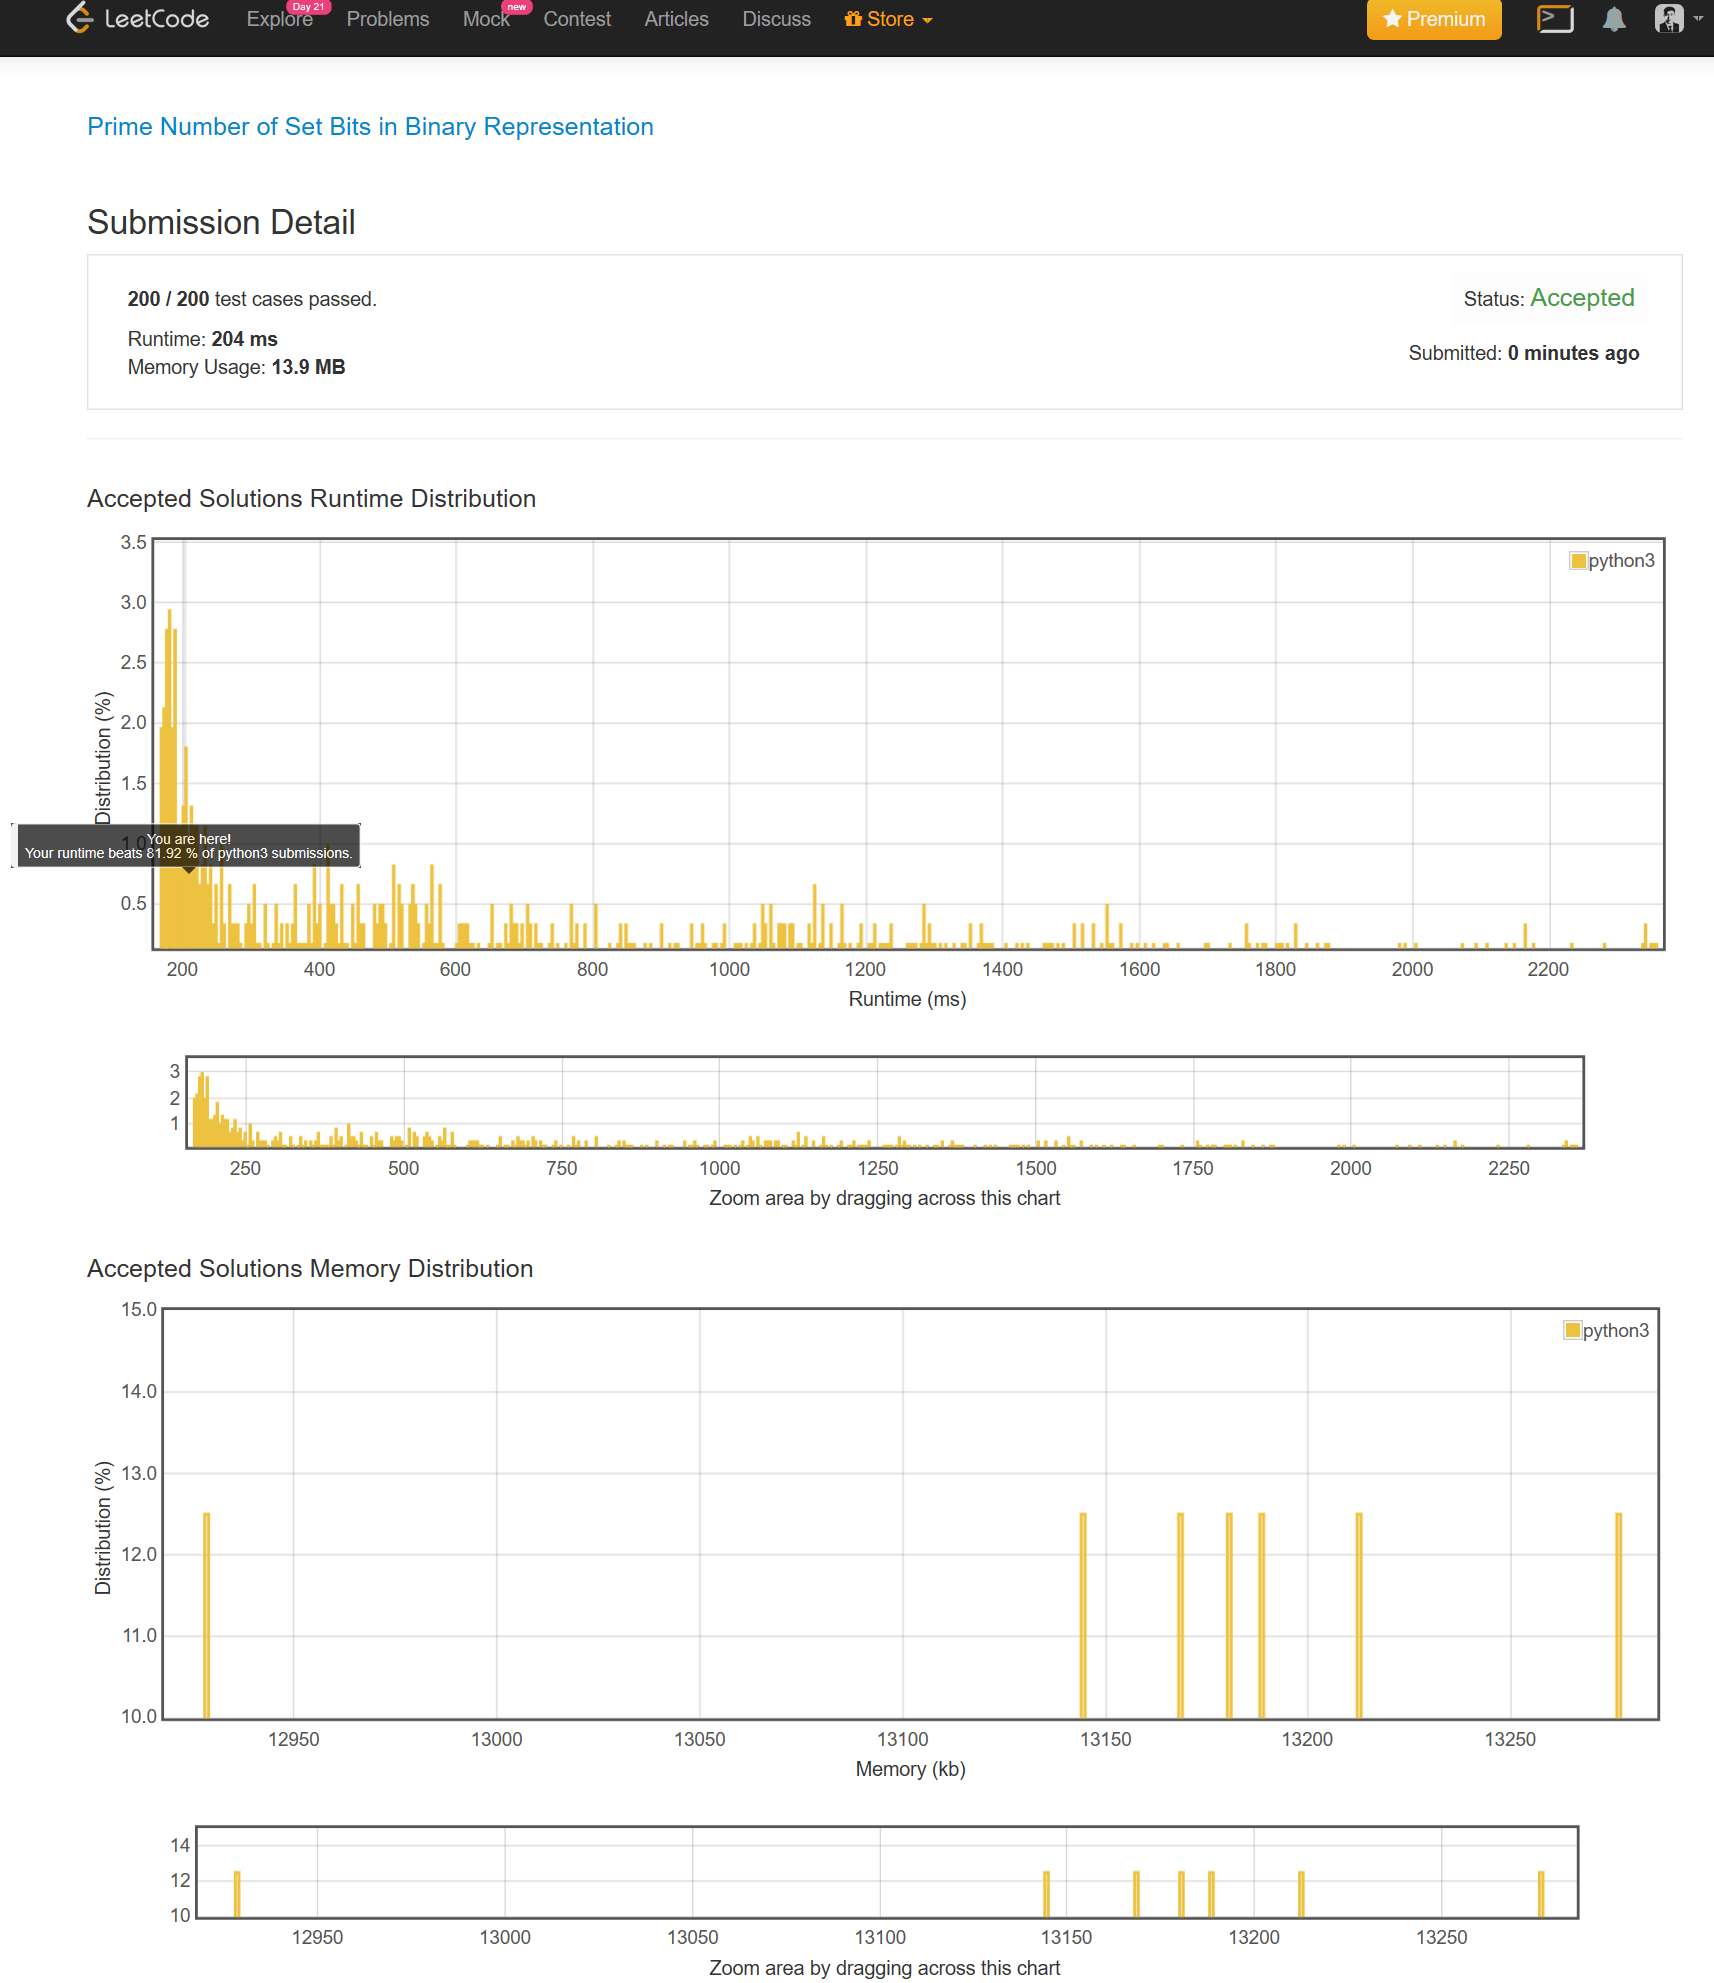 LeetCode Explore Day 21 Problems Mock new Contest Articles Discuss Store Premium
Prime Number of Set Bits in Binary Representation
Submission Detail
200 / 200 test cases passed.
Status: Accepted
Runtime: 204 ms
Submitted: 0 minutes ago
Memory Usage: 13.9 MB
Accepted Solutions Runtime Distribution
3.5
python3
3.0
2.5
2.0
1.5
1.0
0.5
Distribution (%)
You are here!
Your runtime beats 81.92 % of python3 submissions.
200 400 600 800 1000 1200 1400 1600 1800 2000 2200
Runtime (ms)
3
2
1
250 500 750 1000 1250 1500 1750 2000 2250
Zoom area by dragging across this chart
Accepted Solutions Memory Distribution
15.0
python3
14.0
13.0
12.0
11.0
10.0
Distribution (%)
12950 13000 13050 13100 13150 13200 13250
Memory (kb)
14
12
10
12950 13000 13050 13100 13150 13200 13250
Zoom area by dragging across this chart